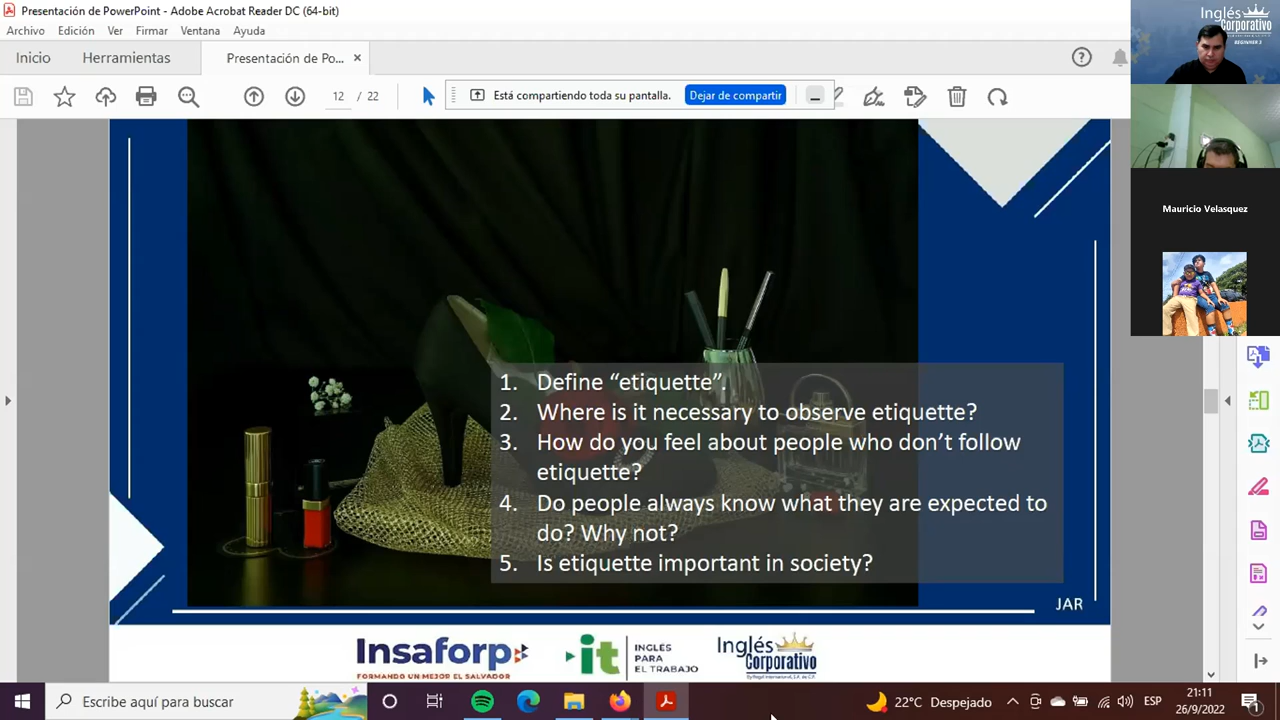 Presentación de PowerPoint - Adobe Acrobat Reader DC (64-bit)
Archivo Edición Ver Firmar Ventana Ayuda
Inicio Herramientas Presentación de Po... ×
12 / 22
Está compartiendo toda su pantalla. Dejar de compartir
Inglés
Corporativo
BEGINNER 2
Mauricio Velasquez
1. Define “etiquette”.
2. Where is it necessary to observe etiquette?
3. How do you feel about people who don’t follow
etiquette?
4. Do people always know what they are expected to
do? Why not?
5. Is etiquette important in society?
JAR
Insaforp
FORMANDO UN MEJOR EL SALVADOR
it
INGLÉS
PARA
EL TRABAJO
Inglés
Corporativo
Escribe aquí para buscar
22°C Despejado
ESP
21:11
26/9/2022
1